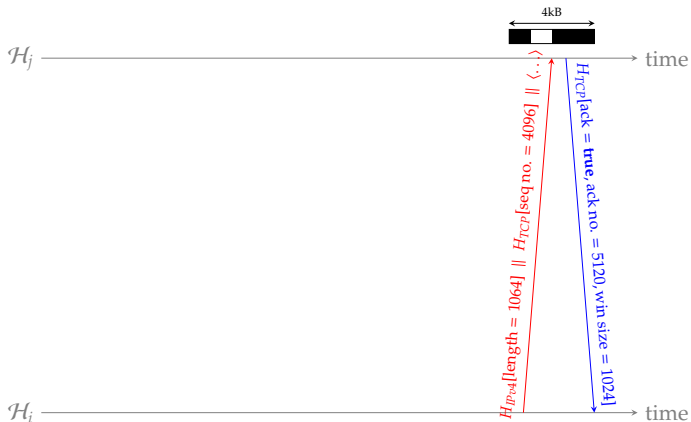 4kB
ℋⱼ
time
H_IPv4[length = 1064] ∥ H_TCP[seq no. = 4096] ∥ ⟨…⟩
H_TCP[ack = true, ack no. = 5120, win size = 1024]
ℋᵢ
time